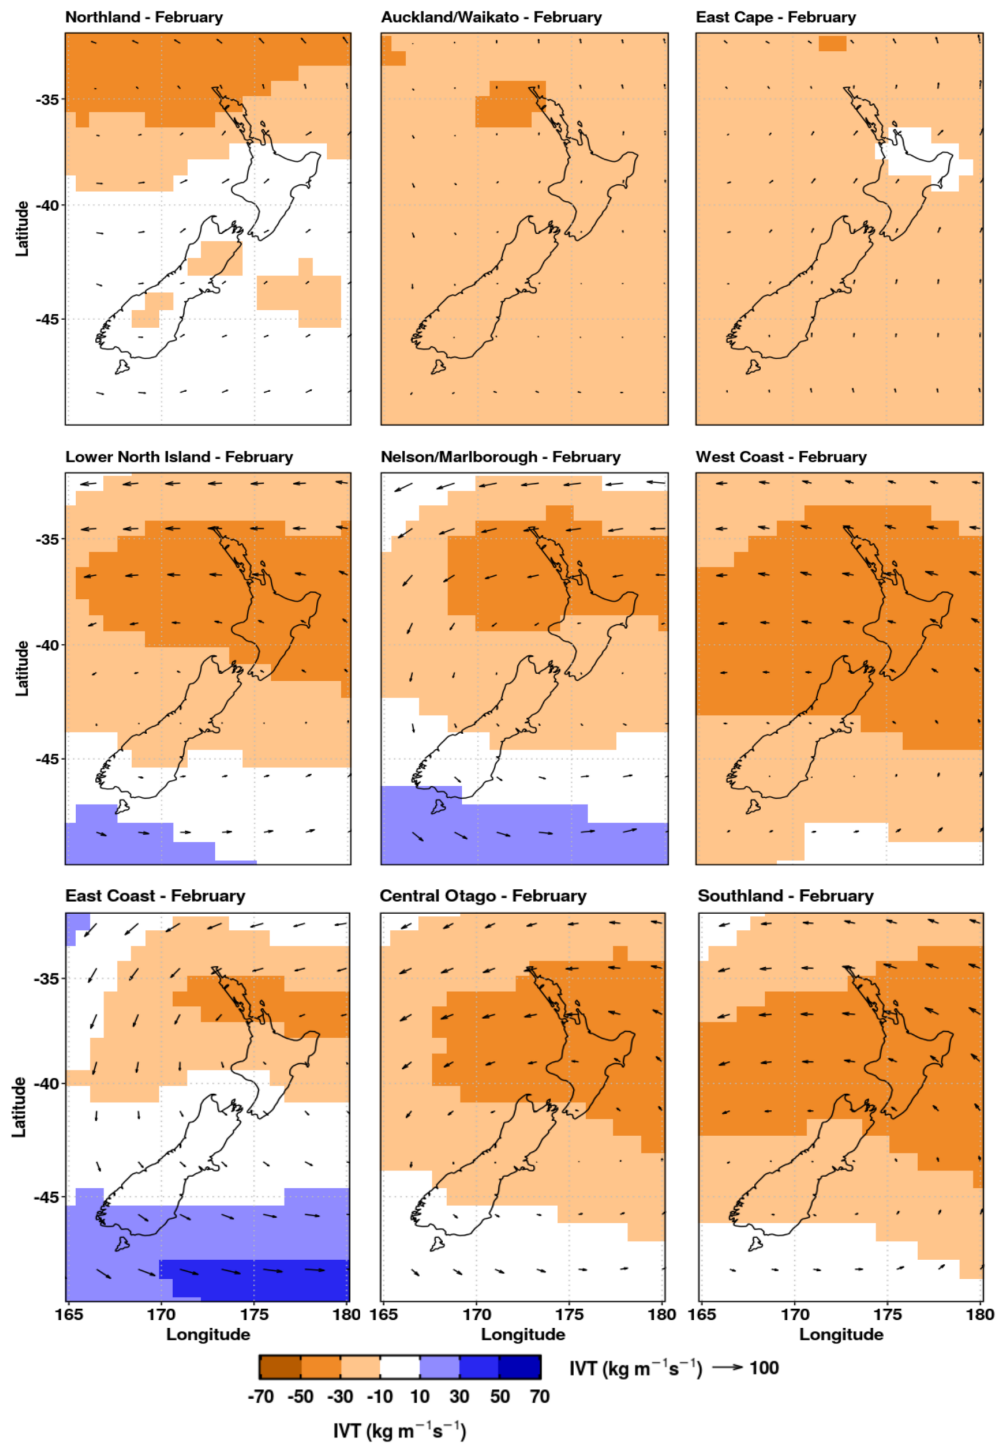 Northland - February
Auckland/Waikato - February
East Cape - February
-35
-40
-45
Latitude
Lower North Island - February
Nelson/Marlborough - February
West Coast - February
-35
-40
-45
Latitude
East Coast - February
Central Otago - February
Southland - February
-35
-40
-45
Latitude
165 170 175 180
165 170 175 180
165 170 175 180
Longitude
Longitude
Longitude
IVT (kg m−1s−1) 100
-70 -50 -30 -10 10 30 50 70
IVT (kg m−1s−1)